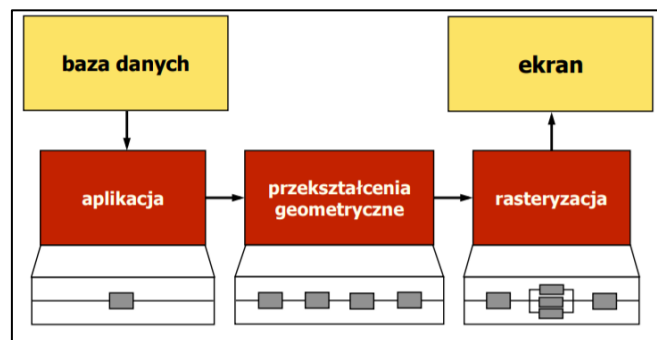 baza danych
ekran
aplikacja
przekształcenia
geometryczne
rasteryzacja